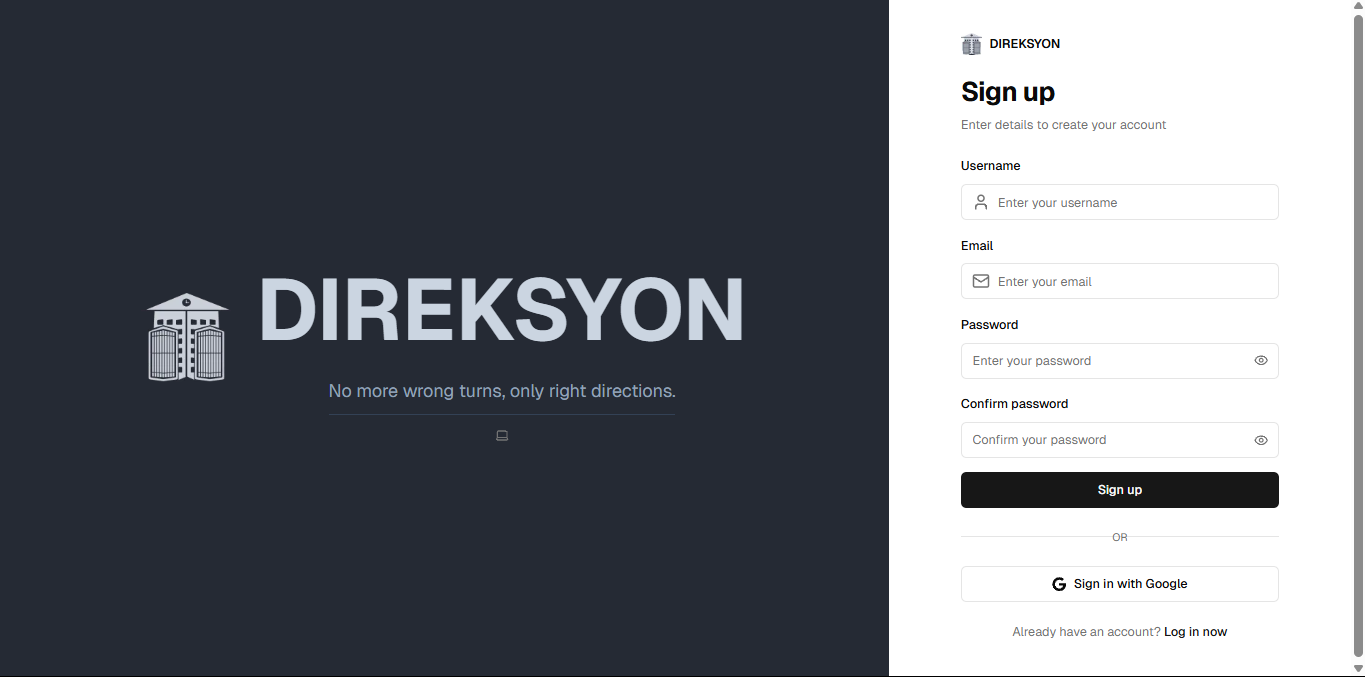 DIREKSYON
No more wrong turns, only right directions.
DIREKSYON
Sign up
Enter details to create your account
Username
Enter your username
Email
Enter your email
Password
Enter your password
Confirm password
Confirm your password
Sign up
OR
Sign in with Google
Already have an account? Log in now